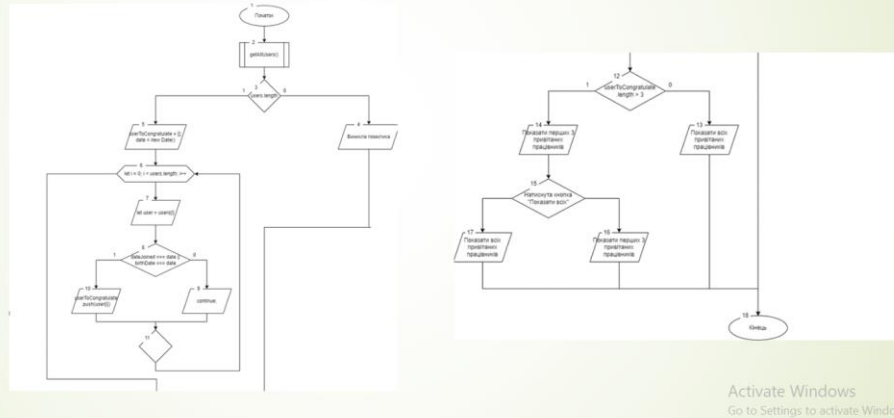 1
Початок
2
getAllUsers()
3
users.length
1
0
5
userToCongratulate = [];
date = new Date()
4
Виникла помилка
6
let i = 0; i < users.length; i++
7
let user = users[i]
8
dateJoined === date ||
birthDate === date
1
0
10
userToCongratulate
.push(user[i])
9
continue;
11
12
userToCongratulate
.length > 3
1
0
14
Показати перших 3
привітаних
працівників
13
Показати всіх
привітаних
працівників
15
Натиснута кнопка
"Показати всіх"
17
Показати всіх
привітаних
працівників
16
Показати перших 3
привітаних
працівників
18
Кінець
Activate Windows
Go to Settings to activate Windo